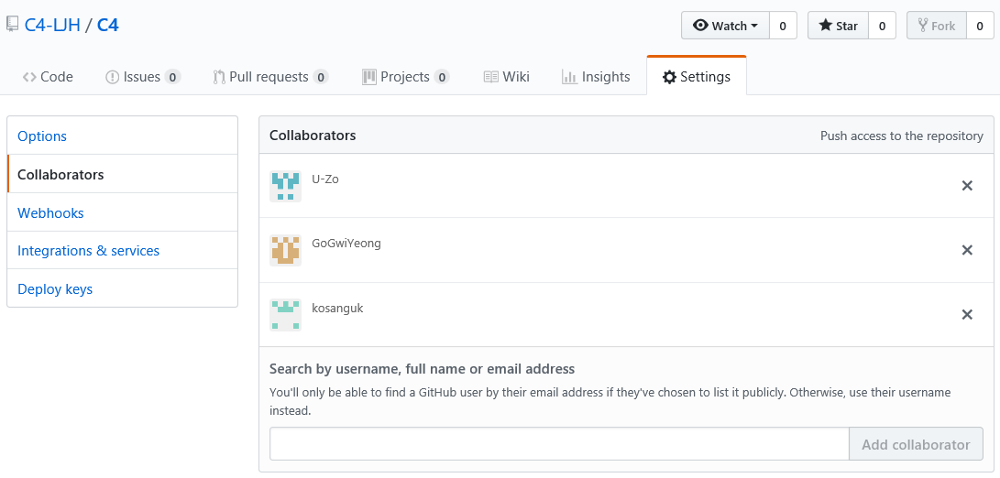 C4-LJH / C4
Watch 0 Star 0 Fork 0
Code Issues 0 Pull requests 0 Projects 0 Wiki Insights Settings
Options
Collaborators
Webhooks
Integrations & services
Deploy keys
Collaborators Push access to the repository
U-Zo
GoGwiYeong
kosanguk
Search by username, full name or email address
You'll only be able to find a GitHub user by their email address if they've chosen to list it publicly. Otherwise, use their username
instead.
Add collaborator